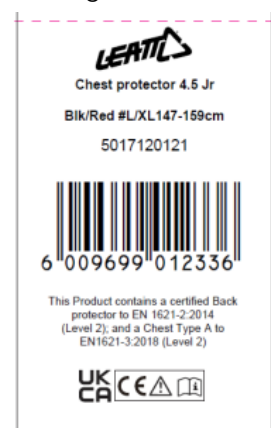 LEATT
Chest protector 4.5 Jr
Blk/Red #L/XL147-159cm
5017120121
6 009699 012336
This Product contains a certified Back
protector to EN 1621-2:2014
(Level 2); and a Chest Type A to
EN1621-3:2018 (Level 2)
UK
CA CE